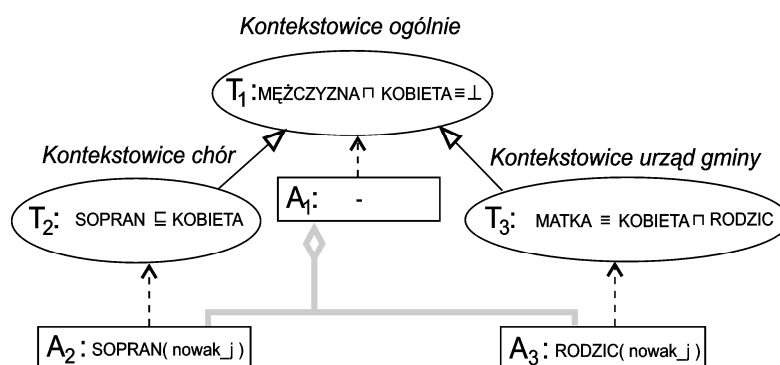 Kontekstowice ogólnie
T₁: MĘŻCZYZNA ⊓ KOBIETA ≡ ⊥
Kontekstowice chór
Kontekstowice urząd gminy
A₁: -
T₂: SOPRAN ⊑ KOBIETA
T₃: MATKA ≡ KOBIETA ⊓ RODZIC
A₂: SOPRAN( nowak_j )
A₃: RODZIC( nowak_j )